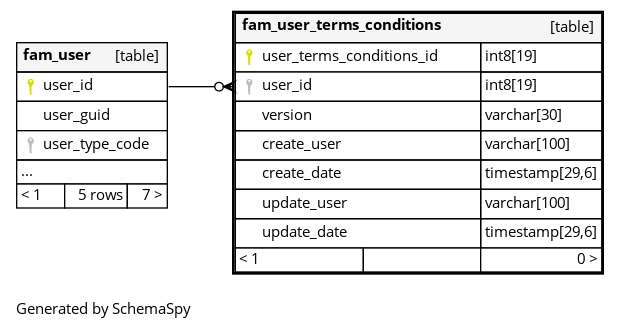 fam_user [table]
user_id
user_guid
user_type_code
...
< 1 5 rows 7 >
fam_user_terms_conditions [table]
user_terms_conditions_id int8[19]
user_id int8[19]
version varchar[30]
create_user varchar[100]
create_date timestamp[29,6]
update_user varchar[100]
update_date timestamp[29,6]
< 1 0 >
Generated by SchemaSpy